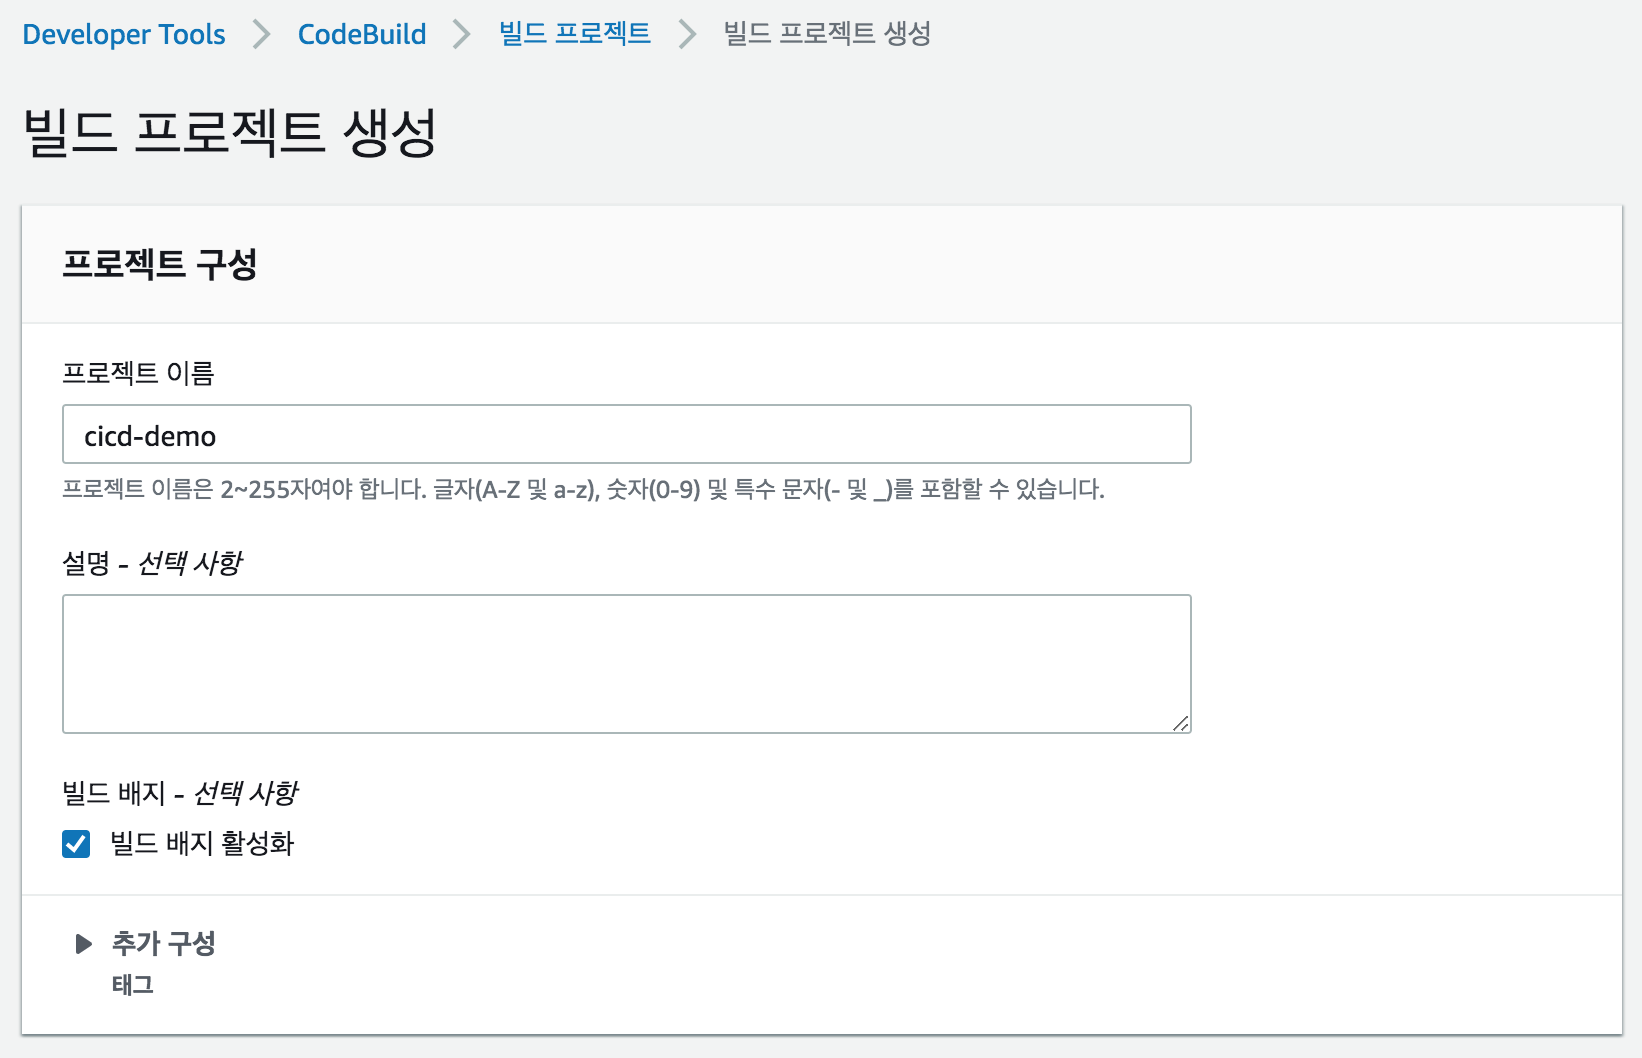 Developer Tools > CodeBuild > 빌드 프로젝트 > 빌드 프로젝트 생성
빌드 프로젝트 생성
프로젝트 구성
프로젝트 이름
cicd-demo
프로젝트 이름은 2~255자여야 합니다. 글자(A-Z 및 a-z), 숫자(0-9) 및 특수 문자(- 및 _)를 포함할 수 있습니다.
설명 - 선택 사항
빌드 배지 - 선택 사항
빌드 배지 활성화
추가 구성
태그